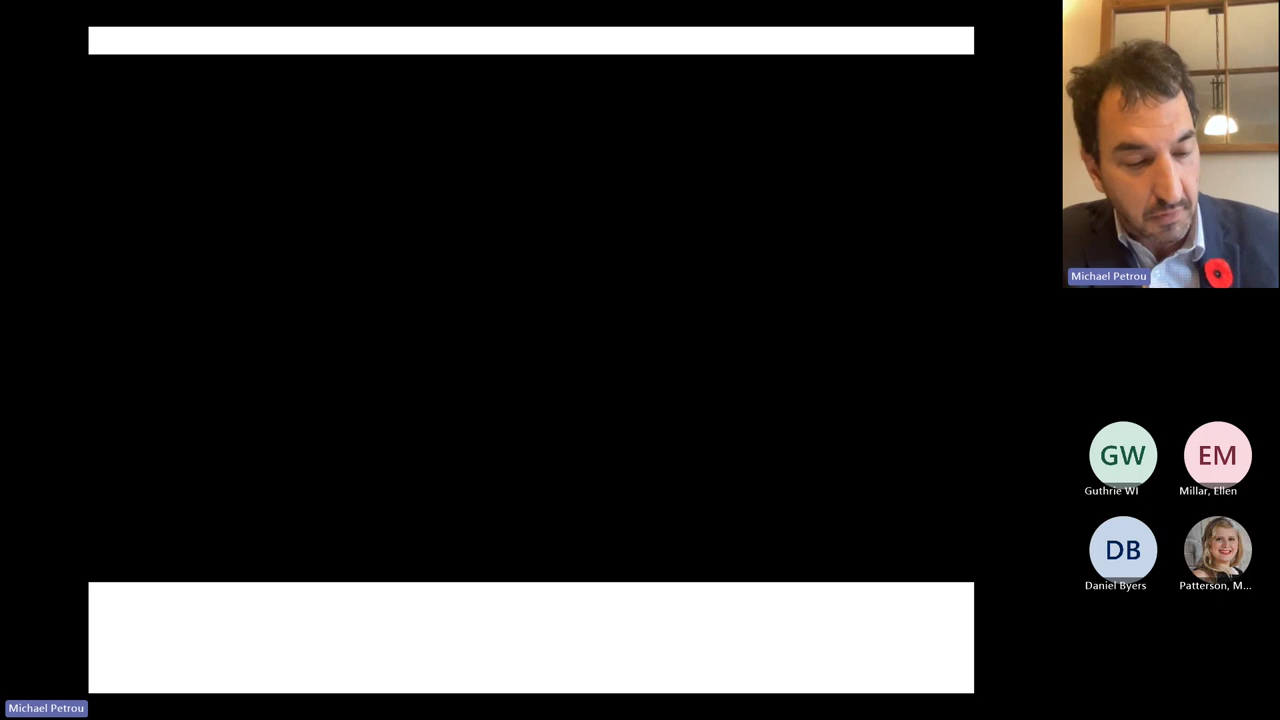 Michael Petrou
GW
EM
Guthrie WI
Millar, Ellen
DB
Daniel Byers
Patterson, M...
Michael Petrou